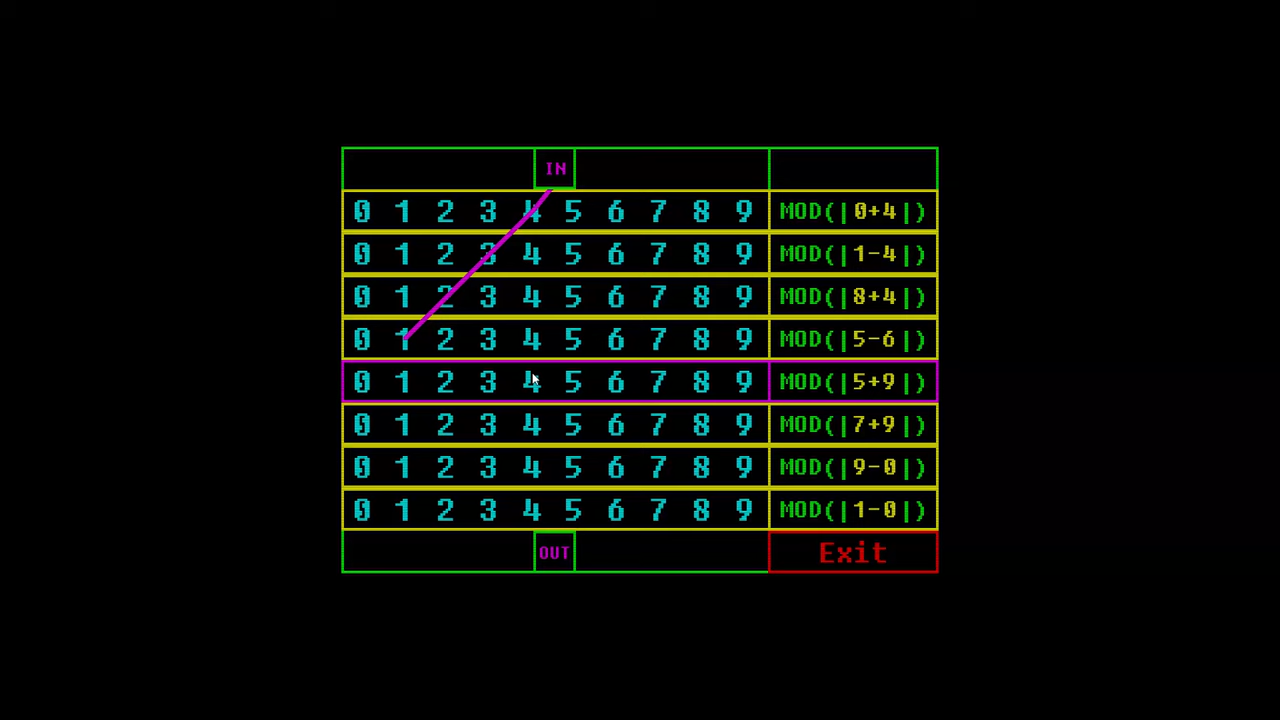 IN
0 1 2 3 4 5 6 7 8 9 MOD(|0+4|)
0 1 2 3 4 5 6 7 8 9 MOD(|1-4|)
0 1 2 3 4 5 6 7 8 9 MOD(|8+4|)
0 1 2 3 4 5 6 7 8 9 MOD(|5-6|)
0 1 2 3 4 5 6 7 8 9 MOD(|5+9|)
0 1 2 3 4 5 6 7 8 9 MOD(|7+9|)
0 1 2 3 4 5 6 7 8 9 MOD(|9-0|)
0 1 2 3 4 5 6 7 8 9 MOD(|1-0|)
OUT Exit